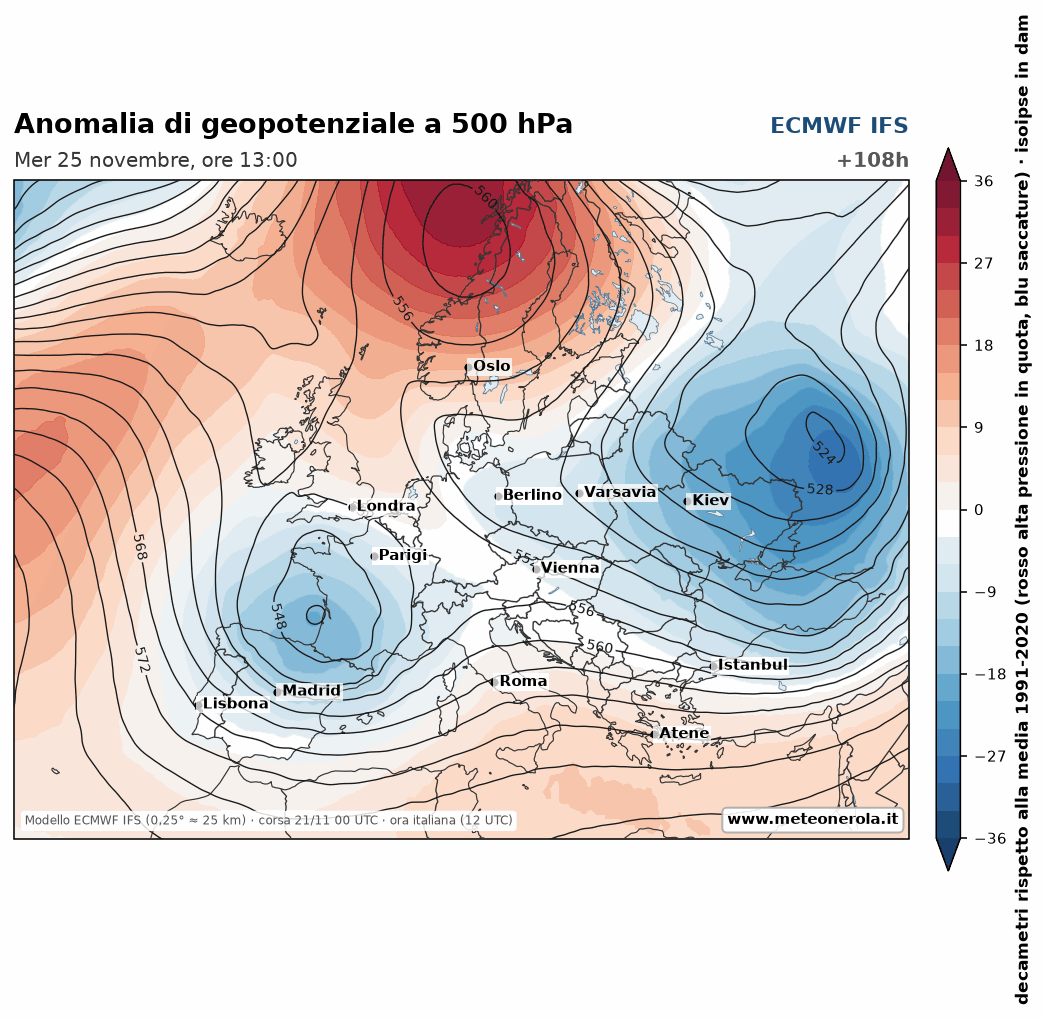 Anomalia di geopotenziale a 500 hPa
ECMWF IFS
Mer 25 novembre, ore 13:00
+108h
560
556
Oslo
524
528
Berlino
Varsavia
Kiev
Londra
568
Parigi
Vienna
548
556
560
572
Istanbul
Roma
Madrid
Lisbona
Atene
Modello ECMWF IFS (0,25° ≈ 25 km) · corsa 21/11 00 UTC · ora italiana (12 UTC)
www.meteonerola.it
36
27
18
9
0
−9
−18
−27
−36
decametri rispetto alla media 1991-2020 (rosso alta pressione in quota, blu saccature) · isoipse in dam